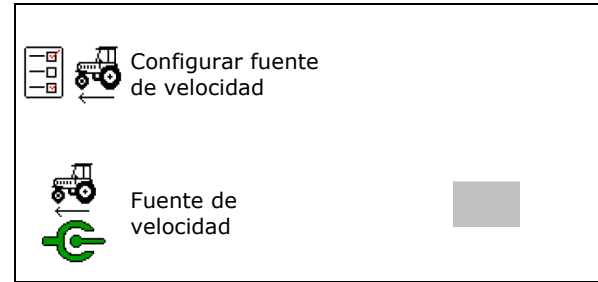 Configurar fuente
de velocidad
Fuente de
velocidad